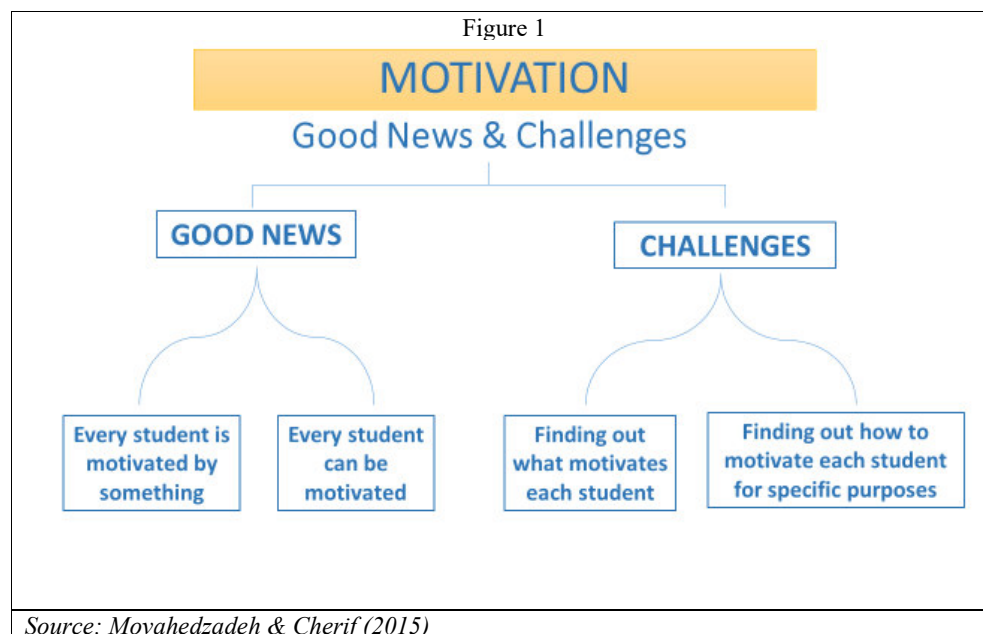 Figure 1
MOTIVATION
Good News & Challenges
GOOD NEWS
CHALLENGES
Every student is
motivated by
something
Every student
can be
motivated
Finding out
what motivates
each student
Finding out how to
motivate each student
for specific purposes
Source: Movahedzadeh & Cherif (2015)